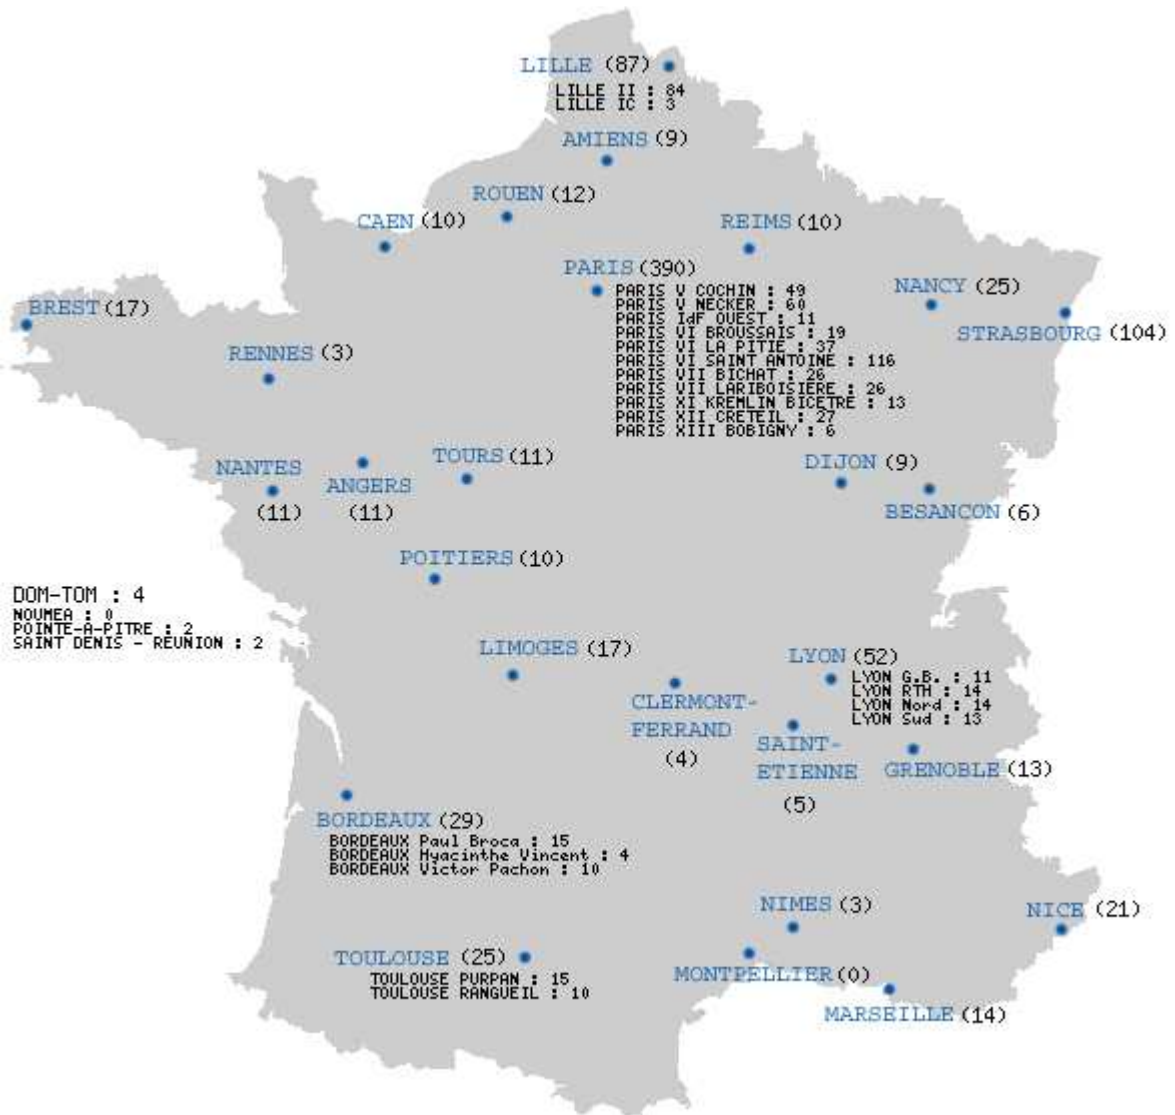 LILLE (87)
LILLE II : 84
LILLE IC : 3
AMIENS (9)
ROUEN (12)
CAEN (10)
REIMS (10)
PARIS (390)
PARIS V COCHIN : 49
PARIS V NECKER : 60
PARIS IdF OUEST : 11
PARIS VI BROUSSAIS : 19
PARIS VI LA PITIE : 37
PARIS VI SAINT ANTOINE : 116
PARIS VII BICHAT : 26
PARIS VII LARIBOISIERE : 26
PARIS XI KREMLIN BICETRE : 13
PARIS XII CRETEIL : 27
PARIS XIII BOBIGNY : 6
NANCY (25)
STRASBOURG (104)
BREST (17)
RENNES (3)
NANTES
(11)
ANGERS
(11)
TOURS (11)
DIJON (9)
BESANCON (6)
POITIERS (10)
DOM-TOM : 4
NOUMEA : 0
POINTE-A-PITRE : 2
SAINT DENIS - REUNION : 2
LIMOGES (17)
CLERMONT-
FERRAND
(4)
LYON (52)
LYON G.B. : 11
LYON RTH : 14
LYON Nord : 14
LYON Sud : 13
SAINT-
ETIENNE
(5)
GRENOBLE (13)
BORDEAUX (29)
BORDEAUX Paul Broca : 15
BORDEAUX Hyacinthe Vincent : 4
BORDEAUX Victor Pachon : 10
NIMES (3)
NICE (21)
TOULOUSE (25)
TOULOUSE PURPAN : 15
TOULOUSE RANGUEIL : 10
MONTPELLIER (0)
MARSEILLE (14)